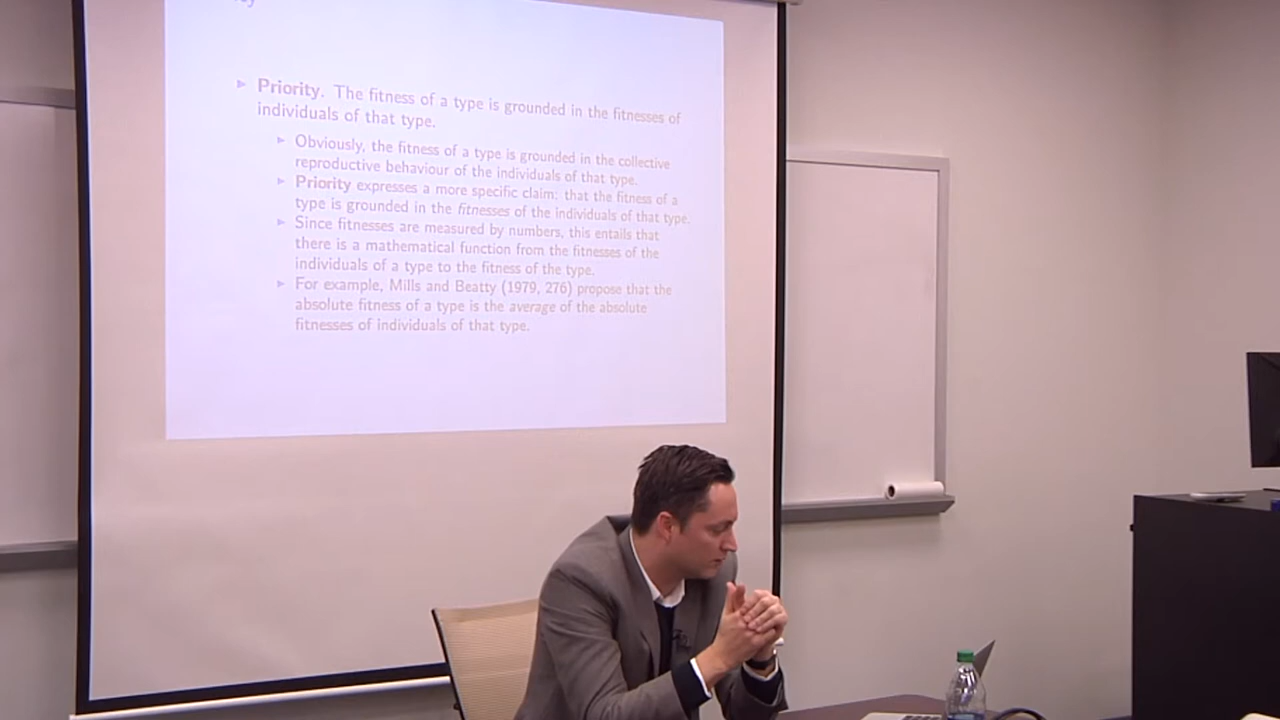 ▶ Priority. The fitness of a type is grounded in the fitnesses of
individuals of that type.
▶ Obviously, the fitness of a type is grounded in the collective
reproductive behaviour of the individuals of that type.
▶ Priority expresses a more specific claim: that the fitness of a
type is grounded in the fitnesses of the individuals of that type.
▶ Since fitnesses are measured by numbers, this entails that
there is a mathematical function from the fitnesses of the
individuals of a type to the fitness of the type.
▶ For example, Mills and Beatty (1979, 276) propose that the
absolute fitness of a type is the average of the absolute
fitnesses of individuals of that type.